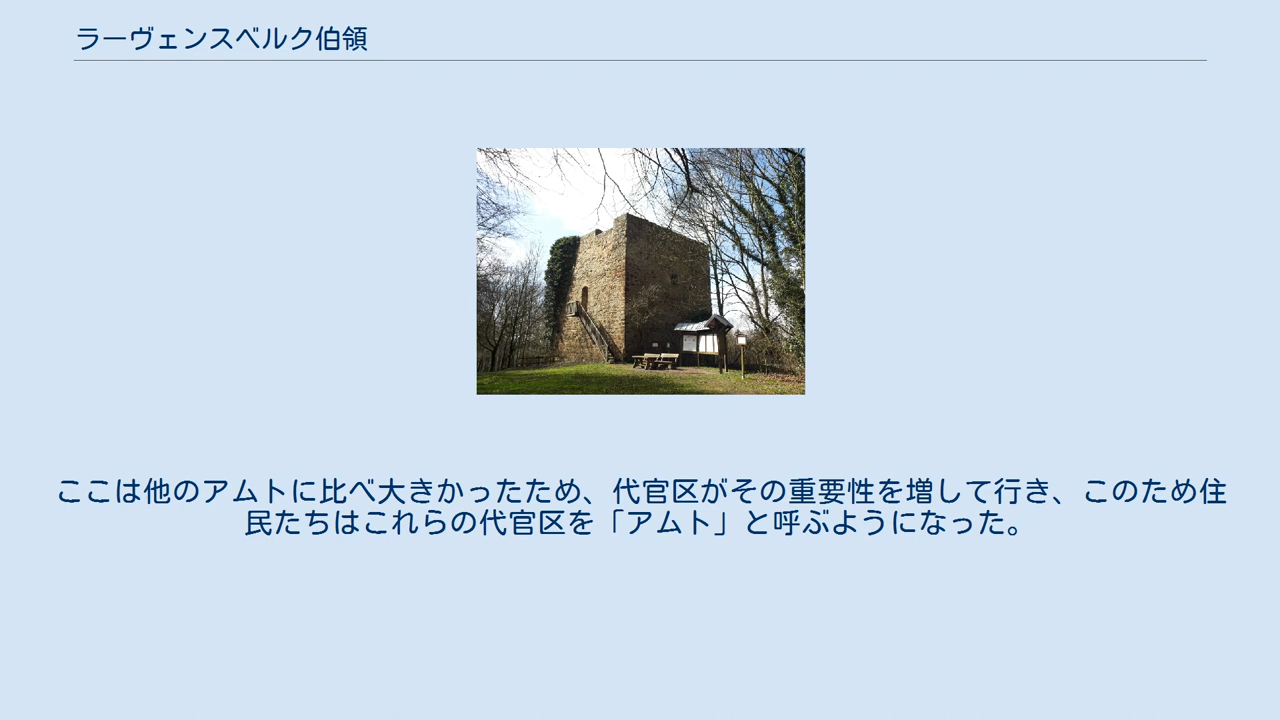 ラーヴェンスベルク伯領
ここは他のアムトに比べ大きかったため、代官区がその重要性を増して行き、このため住
民たちはこれらの代官区を「アムト」と呼ぶようになった。